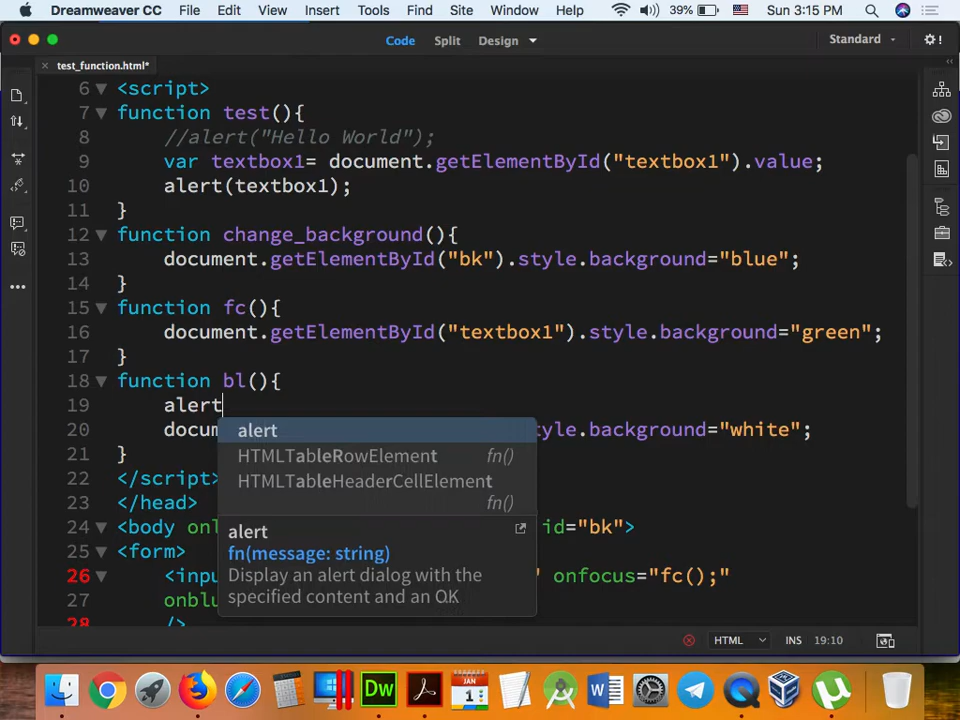 Dreamweaver CC File Edit View Insert Tools Find Site Window Help 39% Sun 3:15 PM
Code Split Design Standard
test_function.html*
6 <script>
7 function test(){
8 //alert("Hello World");
9 var textbox1= document.getElementById("textbox1").value;
10 alert(textbox1);
11 }
12 function change_background(){
13 document.getElementById("bk").style.background="blue";
14 }
15 function fc(){
16 document.getElementById("textbox1").style.background="green";
17 }
18 function bl(){
19 alert
alert
20 docum tyle.background="white";
21 }
HTMLTableRowElement fn()
22 </script>
HTMLTableHeaderCellElement
23 </head>
fn()
24 <body onl id="bk">
alert
25 <form>
fn(message: string)
26 <inpu " onfocus="fc();"
Display an alert dialog with the
27 onblu
specified content and an OK
28 />
HTML INS 19:10
Dw
JAN
1
W